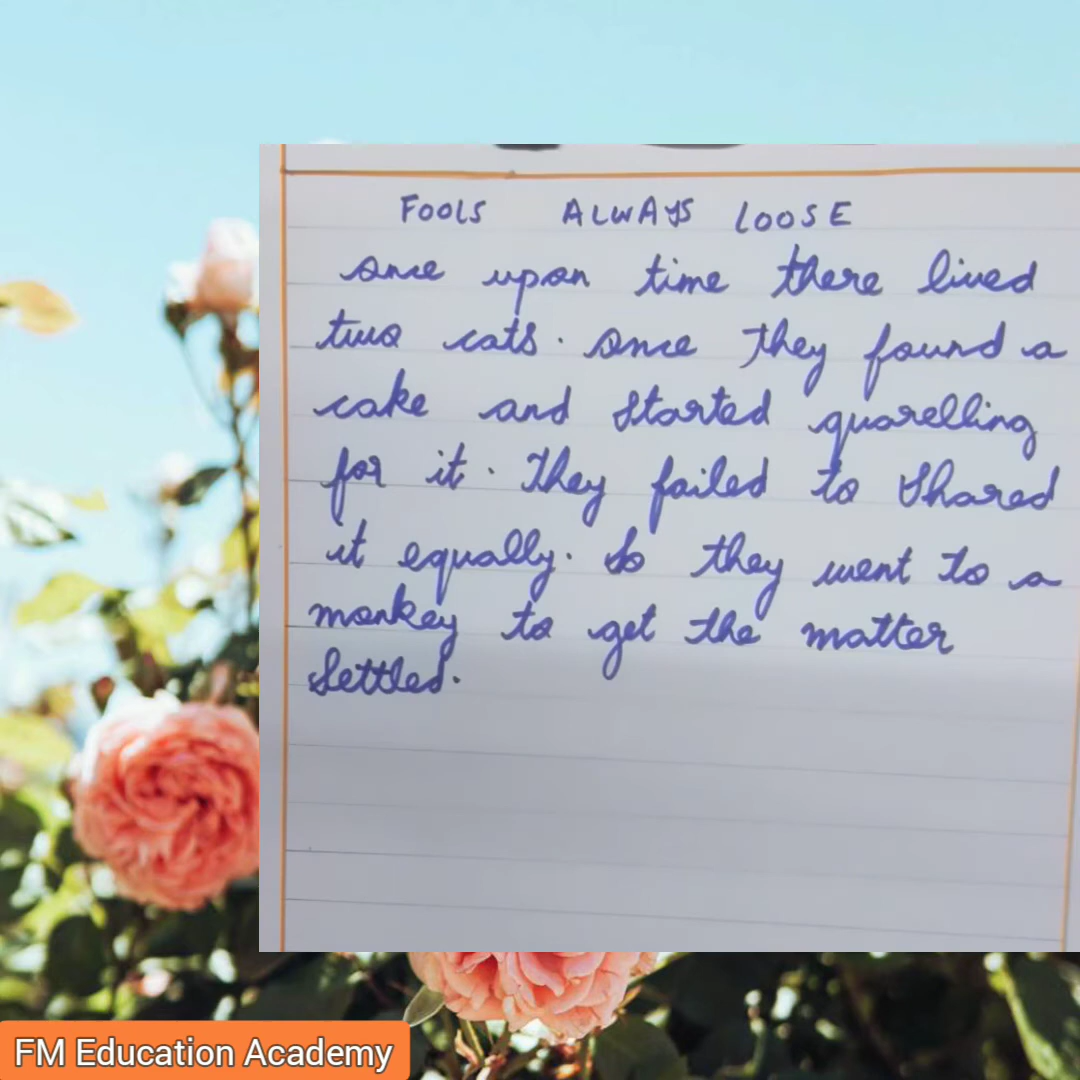 FOOLS ALWAYS LOOSE
once upon time there lived
two cats. once they found a
cake and started quarelling
for it. They failed to shared
it equally. So they went to a
monkey to get the matter
settled.
FM Education Academy